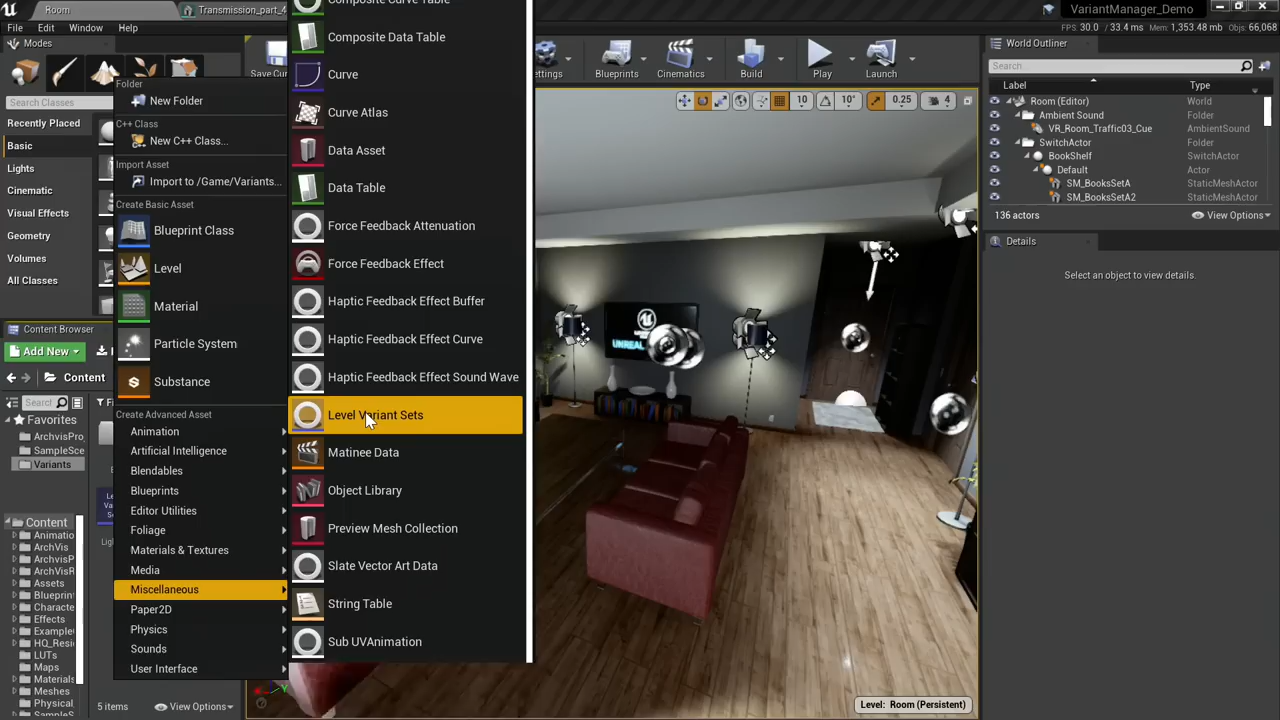 Room
Transmission_part_4
VariantManager_Demo
FPS: 30.0 / 33.4 ms
Mem: 1,353.48 mb
Objs: 66,068
File
Edit
Window
Help
Modes
Search Classes
Recently Placed
Basic
Lights
Cinematic
Visual Effects
Geometry
Volumes
All Classes
Save Cur
ettings
Blueprints
Cinematics
Build
Play
Launch
10
10°
0.25
4
Folder
New Folder
C++ Class
New C++ Class...
Import Asset
Import to /Game/Variants...
Create Basic Asset
Blueprint Class
Level
Material
Particle System
Substance
Create Advanced Asset
Animation
Artificial Intelligence
Blendables
Blueprints
Editor Utilities
Foliage
Materials & Textures
Media
Miscellaneous
Paper2D
Physics
Sounds
User Interface
Composite Curve Table
Composite Data Table
Curve
Curve Atlas
Data Asset
Data Table
Force Feedback Attenuation
Force Feedback Effect
Haptic Feedback Effect Buffer
Haptic Feedback Effect Curve
Haptic Feedback Effect Sound Wave
Level Variant Sets
Matinee Data
Object Library
Preview Mesh Collection
Slate Vector Art Data
String Table
Sub UVAnimation
Content Browser
Add New
Content
Search
Favorites
ArchvisPro
SampleSce
Variants
Content
Animatio
ArchVis
ArchvisP
ArchVisR
Assets
Blueprint
Characte
Effects
Example
HQ_Resi
LUTs
Maps
Materials
Meshes
Physical
SampleS
5 items
View Options
UNREAL
Level: Room (Persistent)
World Outliner
Search
Label
Type
Room (Editor)
World
Ambient Sound
Folder
VR_Room_Traffic03_Cue
AmbientSound
SwitchActor
Folder
BookShelf
SwitchActor
Default
Actor
SM_BooksSetA
StaticMeshActor
SM_BooksSetA2
StaticMeshActor
136 actors
View Options
Details
Select an object to view details.